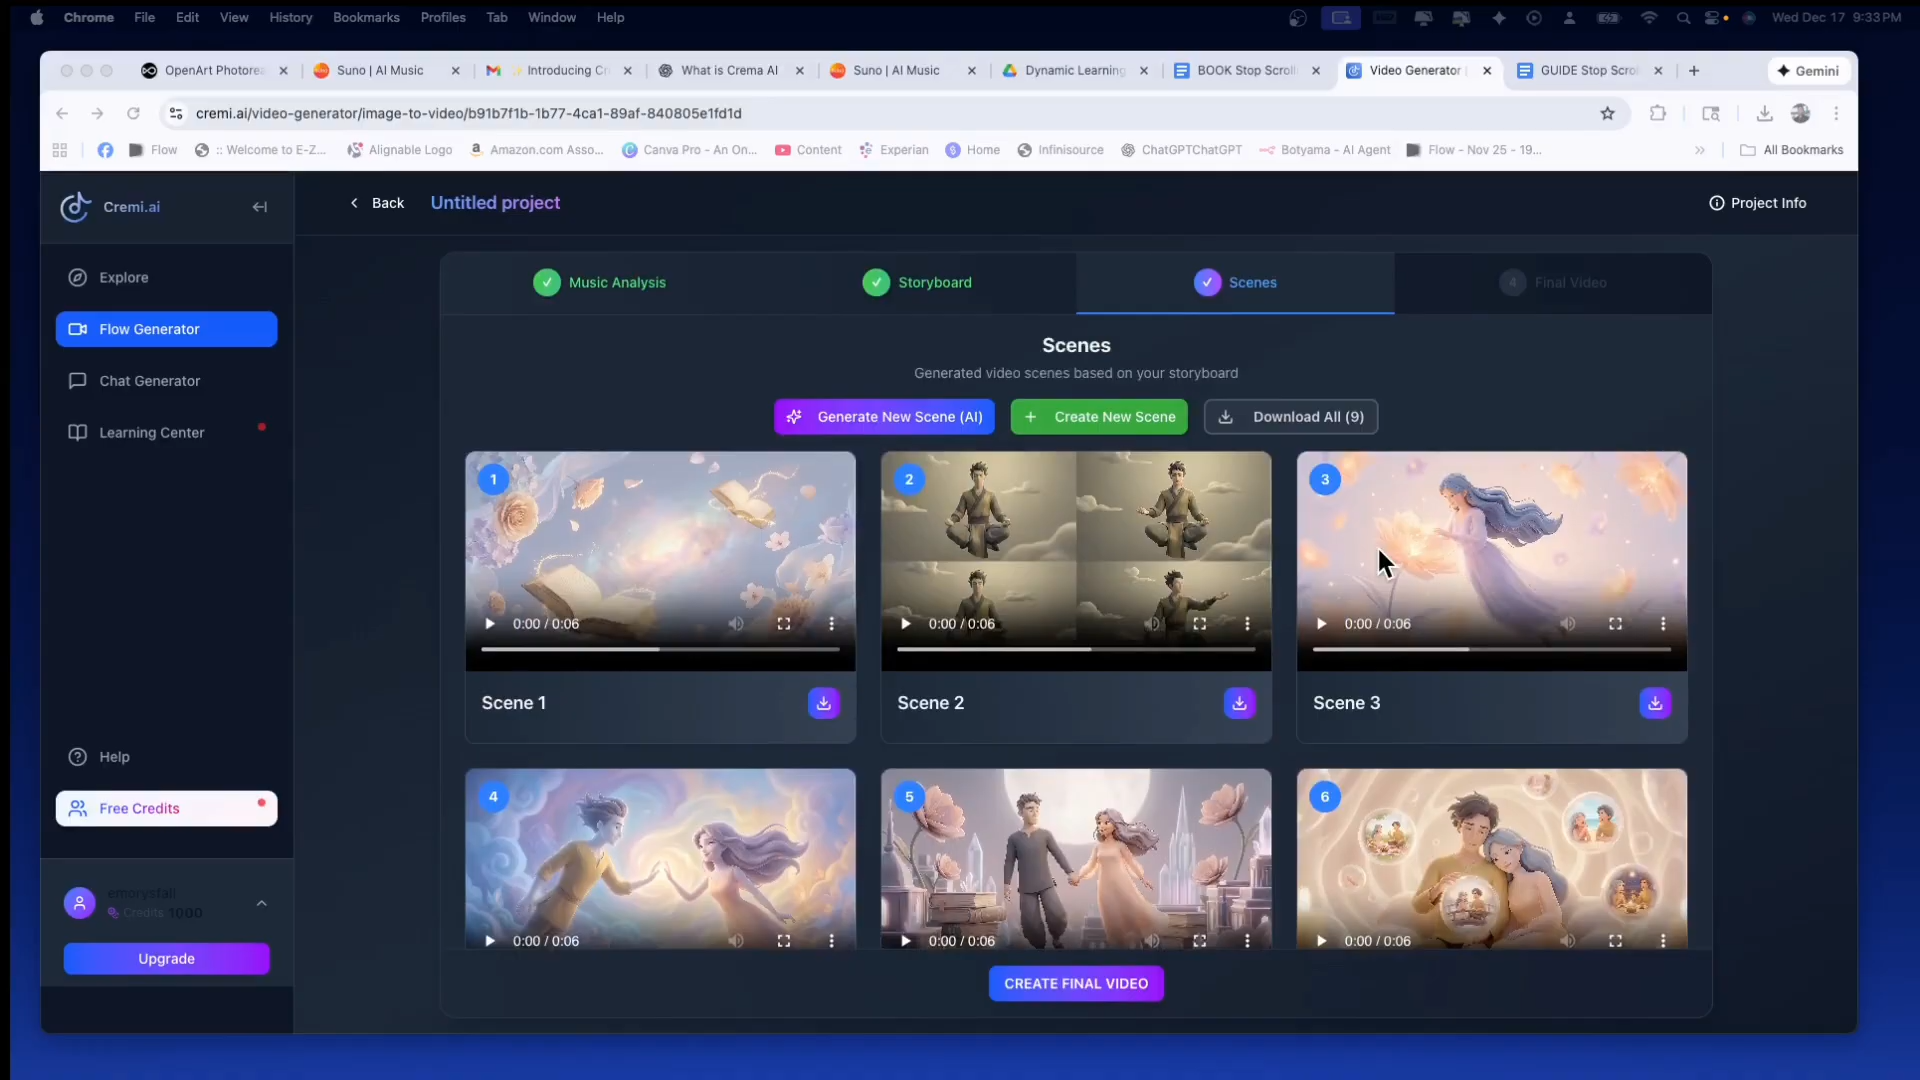 Chrome File Edit View History Bookmarks Profiles Tab Window Help Wed Dec 17 9:33 PM
OpenArt Photorea Suno | AI Music Introducing Cr What is Crema AI Suno | AI Music Dynamic Learning BOOK Stop Scroll Video Generator GUIDE Stop Scrol Gemini
cremi.ai/video-generator/image-to-video/b91b7f1b-1b77-4ca1-89af-840805e1fd1d
Flow :: Welcome to E-Z... Alignable Logo Amazon.com Asso... Canva Pro - An On... Content Experian Home Infinisource ChatGPTChatGPT Botyama - AI Agent Flow - Nov 25 - 19... » All Bookmarks
Cremi.ai
Back Untitled project Project Info
Explore
Flow Generator
Chat Generator
Learning Center
Help
Free Credits
emorysfall
Credits 1000
Upgrade
Music Analysis Storyboard Scenes 4 Final Video
Scenes
Generated video scenes based on your storyboard
Generate New Scene (AI) Create New Scene Download All (9)
1 2 3
0:00 / 0:06 0:00 / 0:06 0:00 / 0:06
Scene 1 Scene 2 Scene 3
4 5 6
0:00 / 0:06 0:00 / 0:06 0:00 / 0:06
CREATE FINAL VIDEO